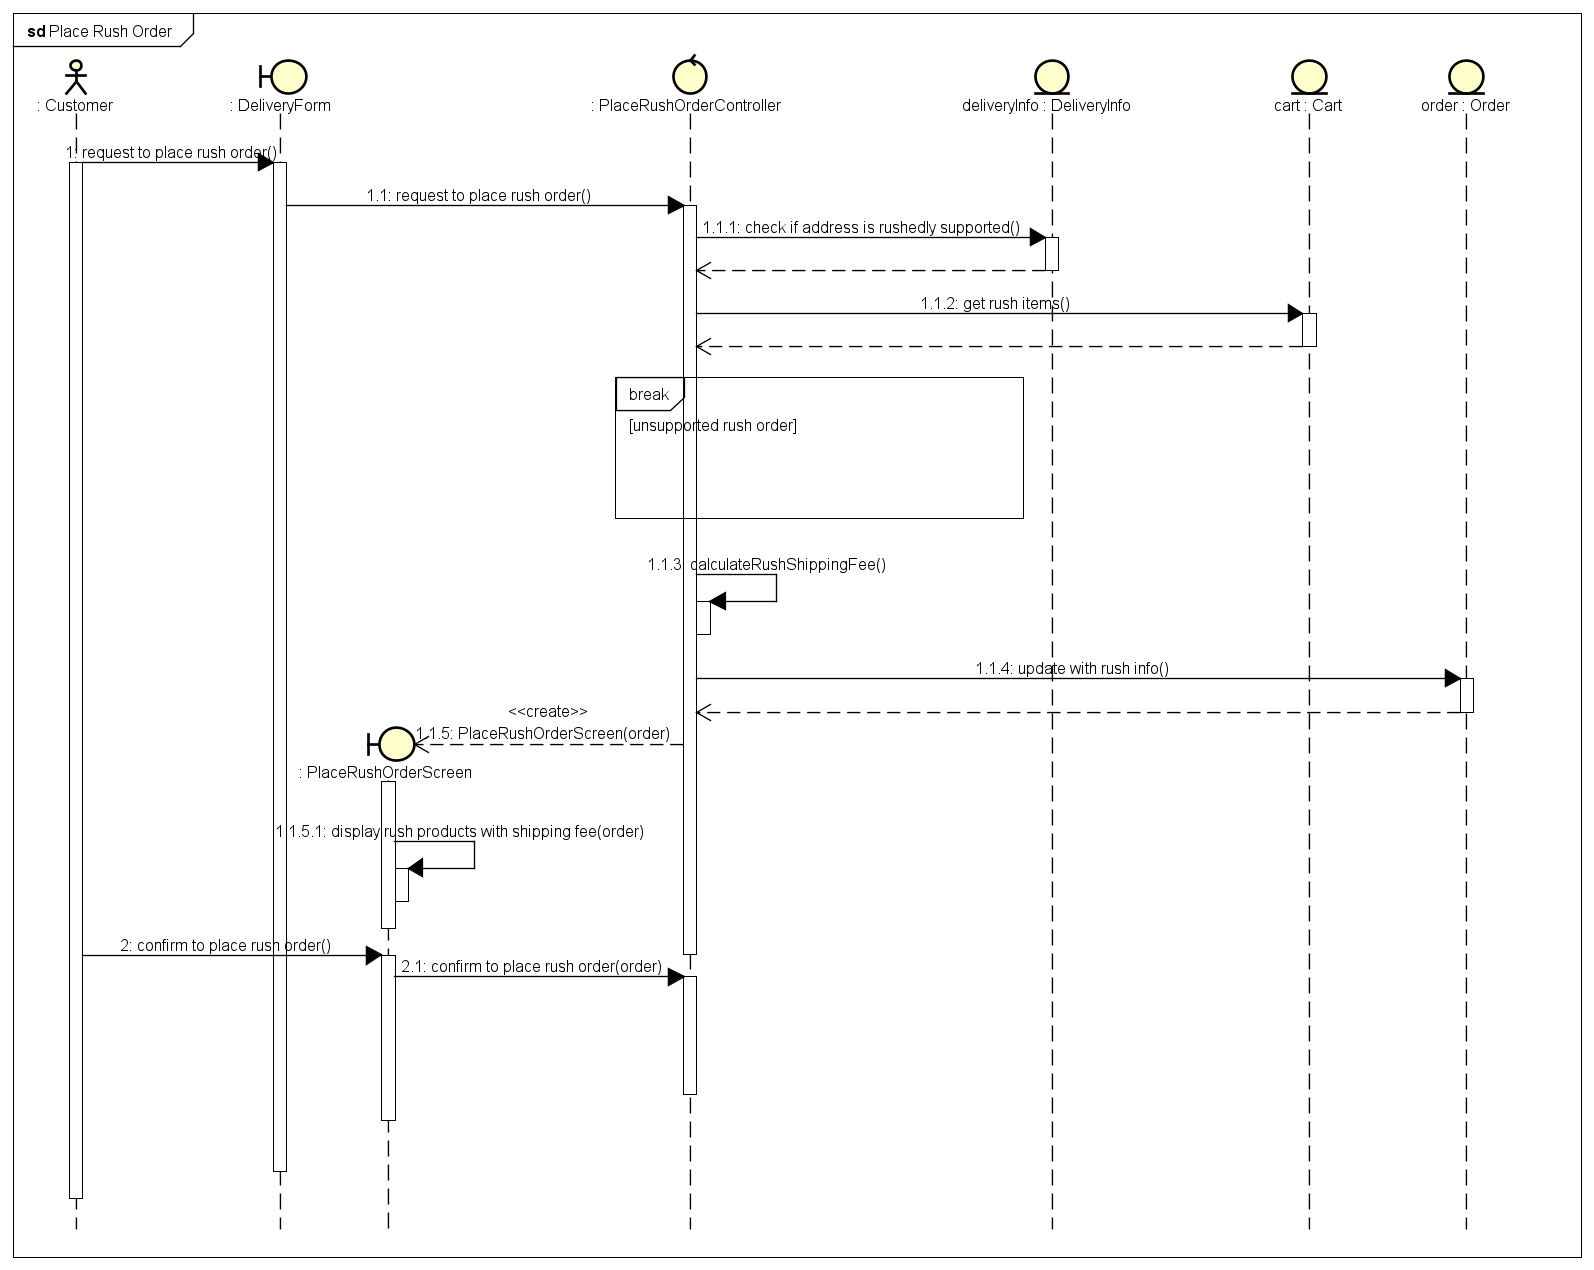 sd Place Rush Order
: Customer
: DeliveryForm
: PlaceRushOrderController
deliveryInfo : DeliveryInfo
cart : Cart
order : Order
1: request to place rush order()
1.1: request to place rush order()
1.1.1: check if address is rushedly supported()
1.1.2: get rush items()
break
[unsupported rush order]
1.1.3: calculateRushShippingFee()
1.1.4: update with rush info()
<<create>>
1.1.5: PlaceRushOrderScreen(order)
: PlaceRushOrderScreen
1.1.5.1: display rush products with shipping fee(order)
2: confirm to place rush order()
2.1: confirm to place rush order(order)